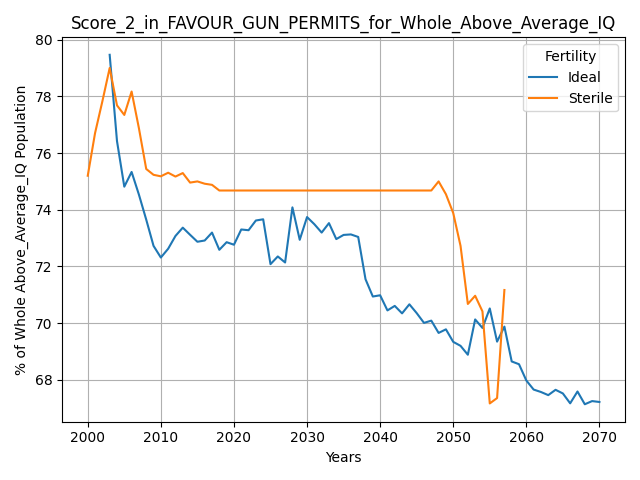 Score_2_in_FAVOUR_GUN_PERMITS_for_Whole_Above_Average_IQ
% of Whole Above_Average_IQ Population
80
78
76
74
72
70
68
Fertility
Ideal
Sterile
2000 2010 2020 2030 2040 2050 2060 2070
Years